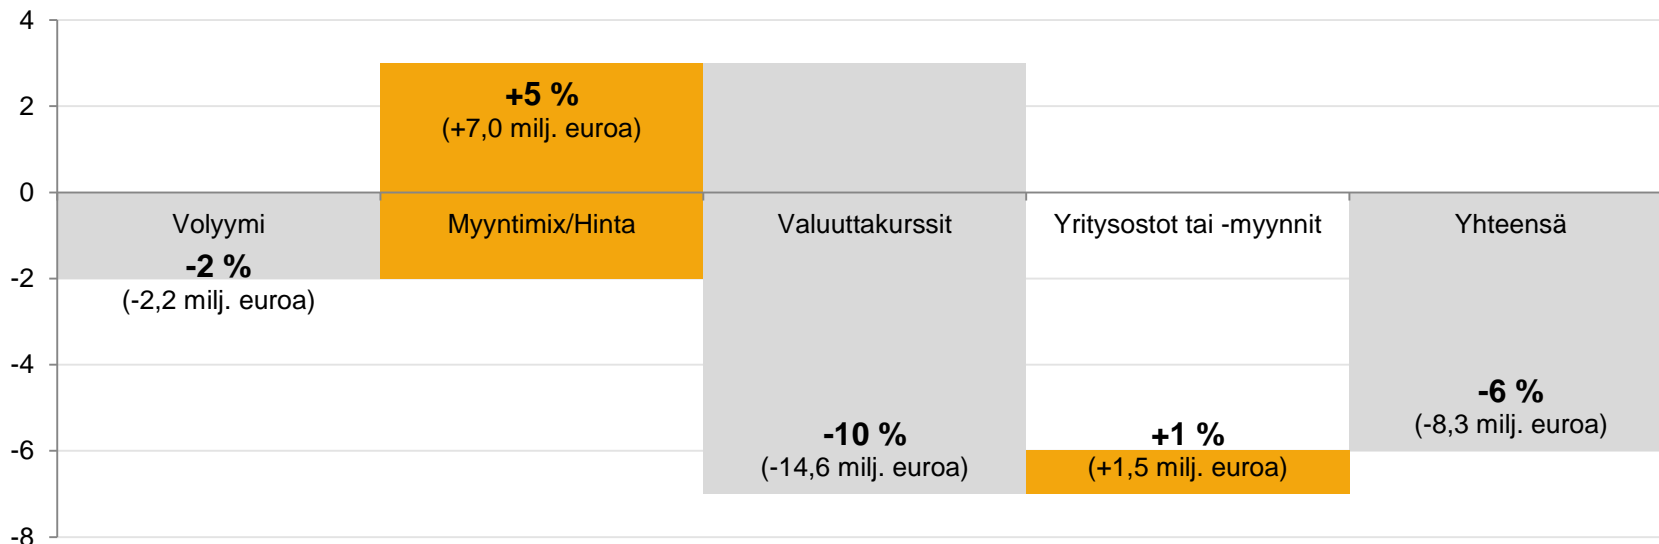 4
2
0
-2
-4
-6
-8
Volyymi
-2 %
(-2,2 milj. euroa)
+5 %
(+7,0 milj. euroa)
Myyntimix/Hinta
Valuuttakurssit
-10 %
(-14,6 milj. euroa)
Yritysostot tai -myynnit
+1 %
(+1,5 milj. euroa)
Yhteensä
-6 %
(-8,3 milj. euroa)